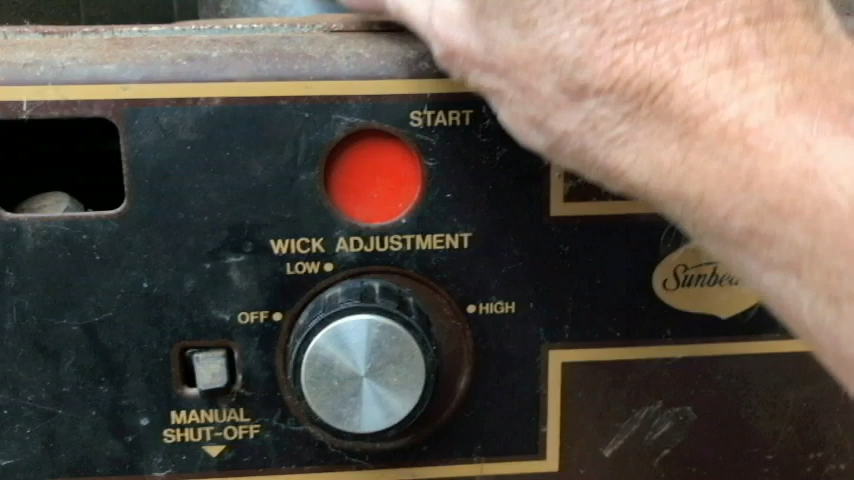 START
WICK ADJUSTMENT
LOW
OFF
HIGH
MANUAL
SHUT-OFF